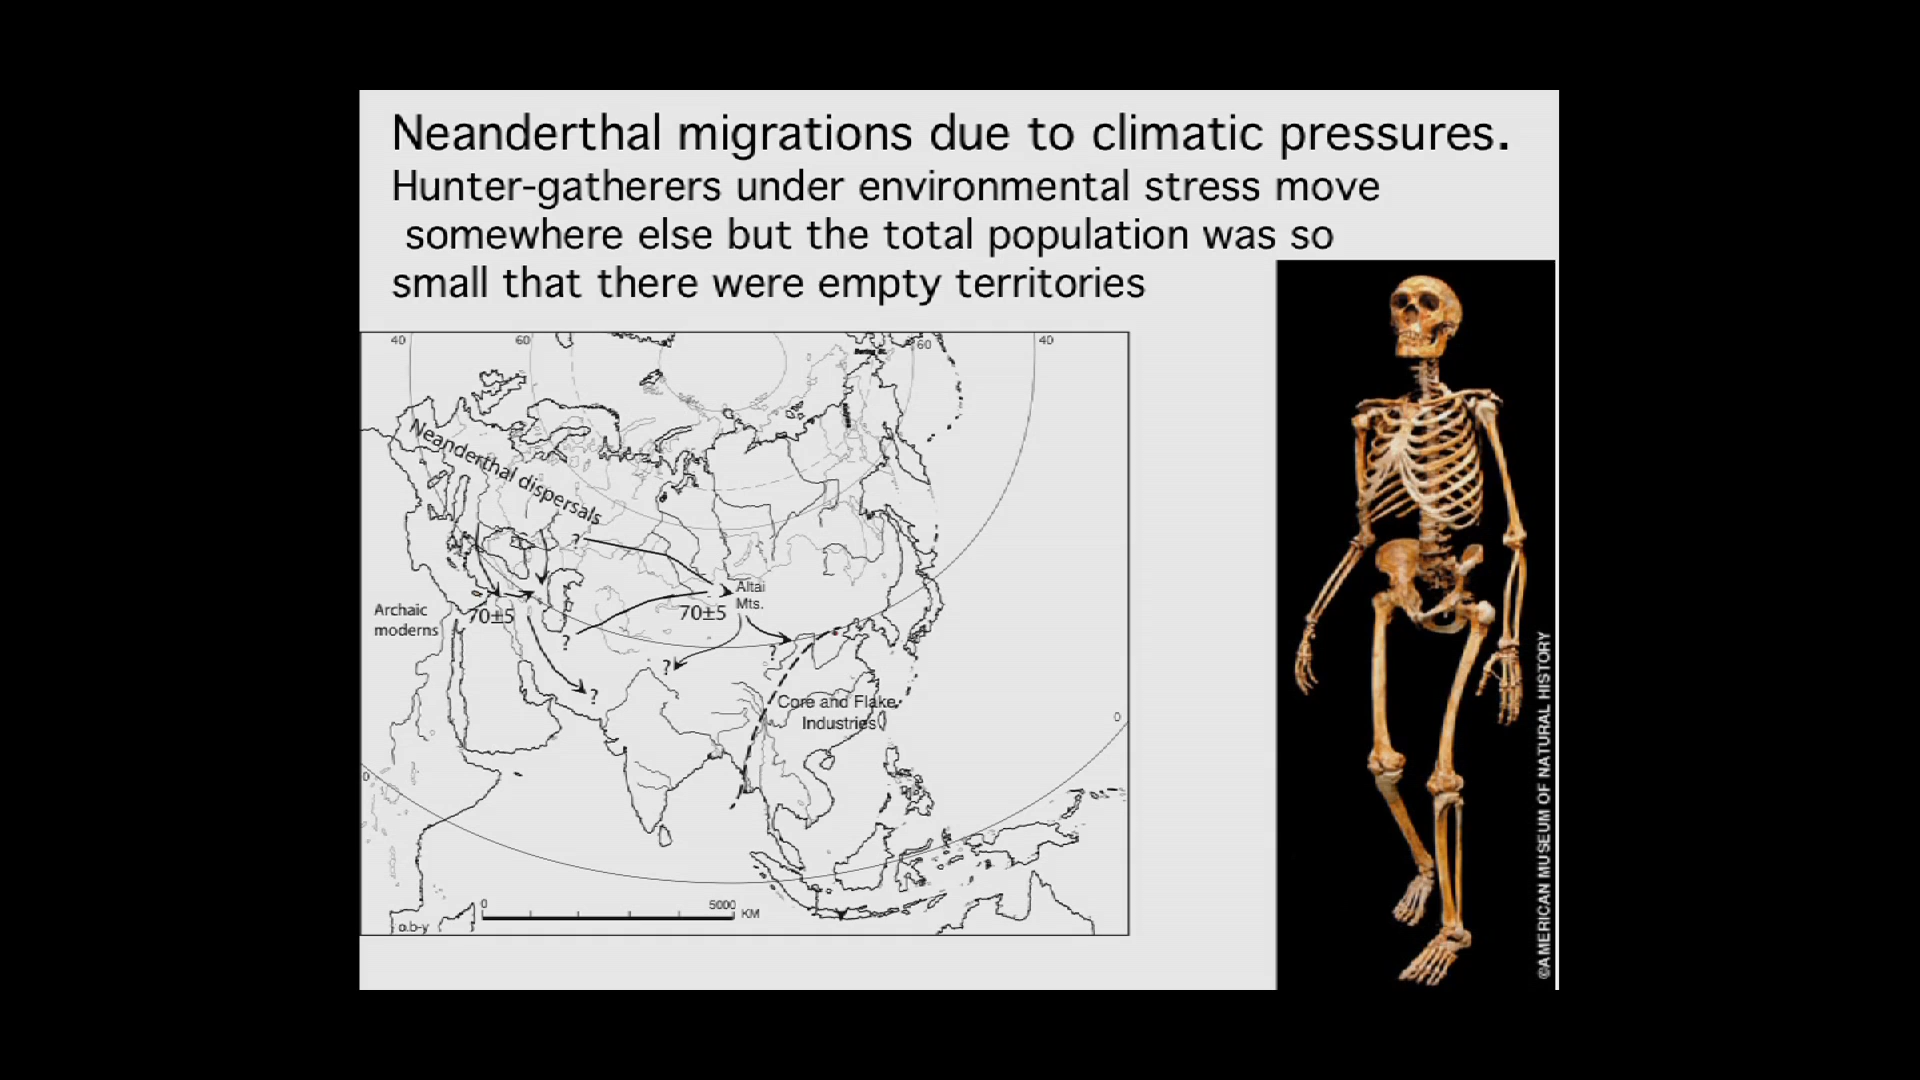 Neanderthal migrations due to climatic pressures.
Hunter-gatherers under environmental stress move
somewhere else but the total population was so
small that there were empty territories
40
60
60
40
Neanderthal dispersals
?
Altai
Mts.
Archaic
moderns
70±5
70±5
?
?
?
?
Core and Flake
Industries
0
0
0
5000
KM
o.b-y
©AMERICAN MUSEUM OF NATURAL HISTORY